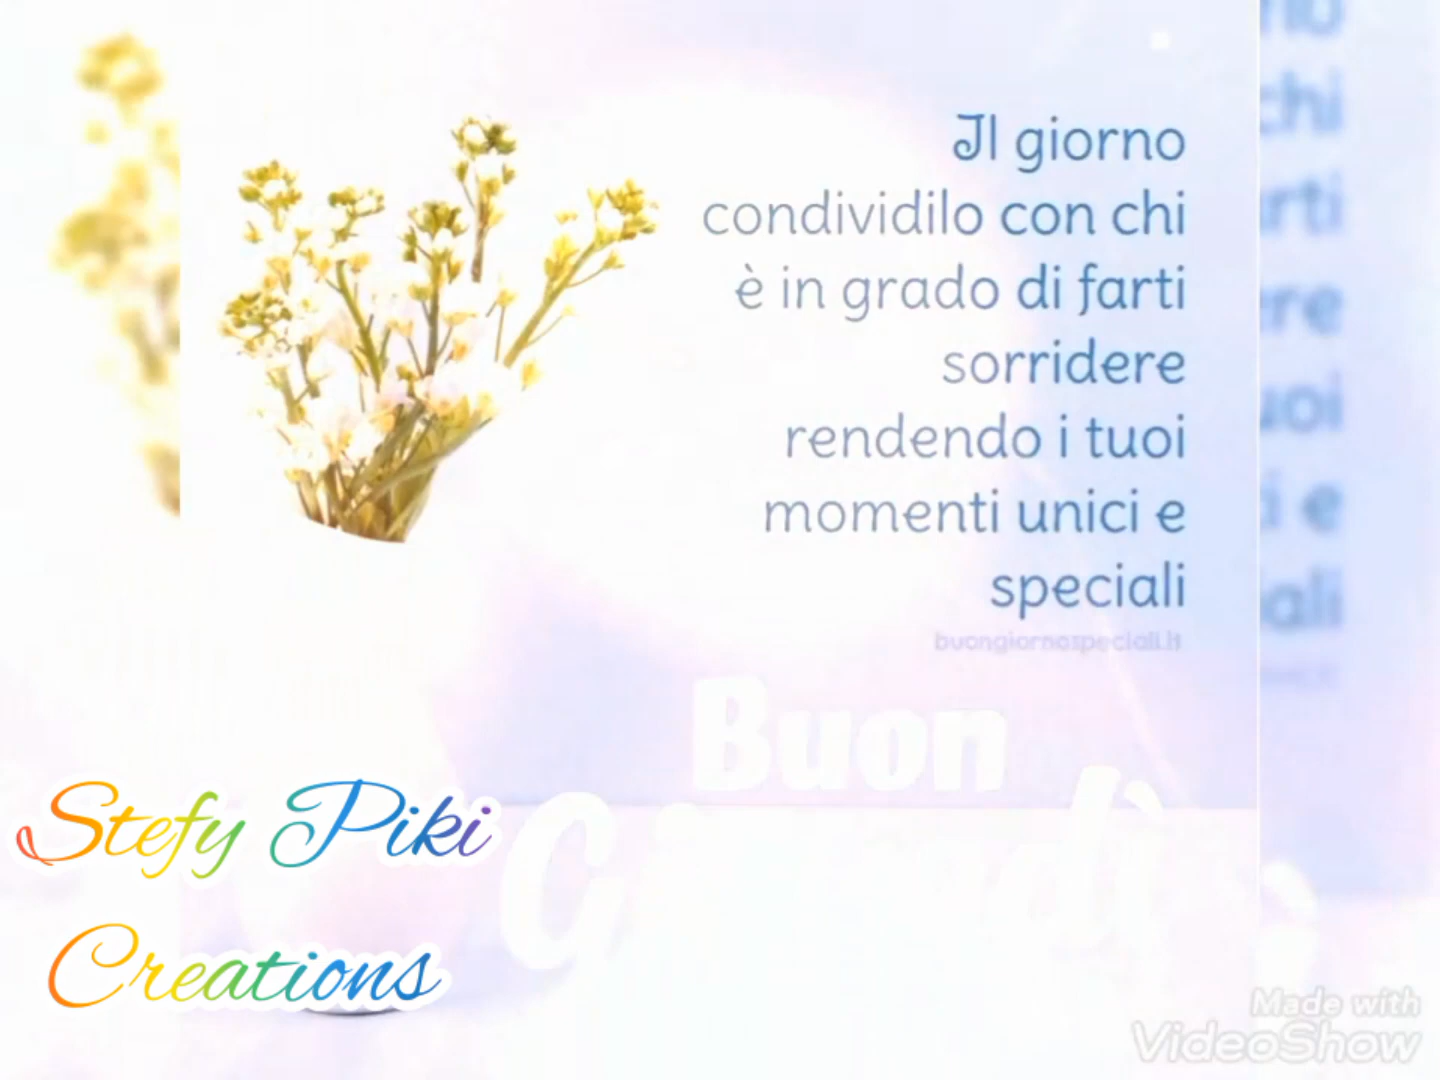 Il giorno
condividilo con chi
è in grado di farti
sorridere
rendendo i tuoi
momenti unici e
speciali
buongiornospeciali.it
Buon
Stefy Piki
Creations
Made with
VideoShow